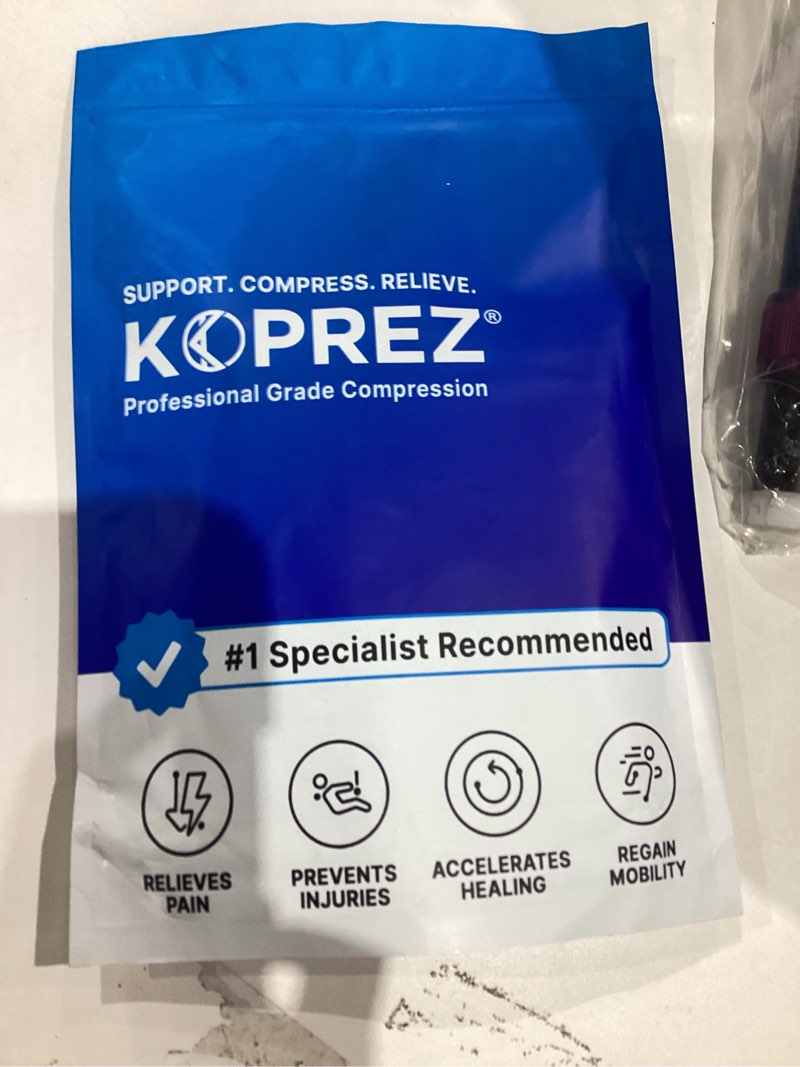 SUPPORT. COMPRESS. RELIEVE.
KOPREZ®
Professional Grade Compression
#1 Specialist Recommended
RELIEVES
PAIN
PREVENTS
INJURIES
ACCELERATES
HEALING
REGAIN
MOBILITY